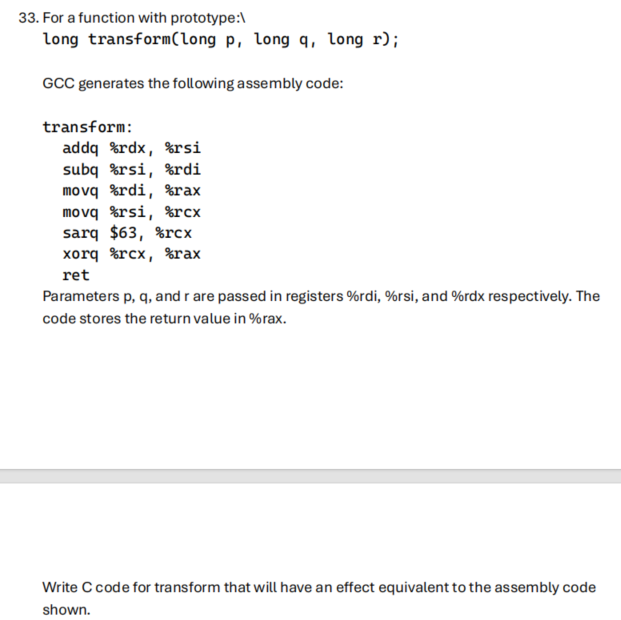 33. For a function with prototype:\
long transform(long p, long q, long r);
GCC generates the following assembly code:
transform:
addq %rdx, %rsi
subq %rsi, %rdi
movq %rdi, %rax
movq %rsi, %rcx
sarq $63, %rcx
xorq %rcx, %rax
ret
Parameters p, q, and r are passed in registers %rdi, %rsi, and %rdx respectively. The
code stores the return value in %rax.
Write C code for transform that will have an effect equivalent to the assembly code
shown.